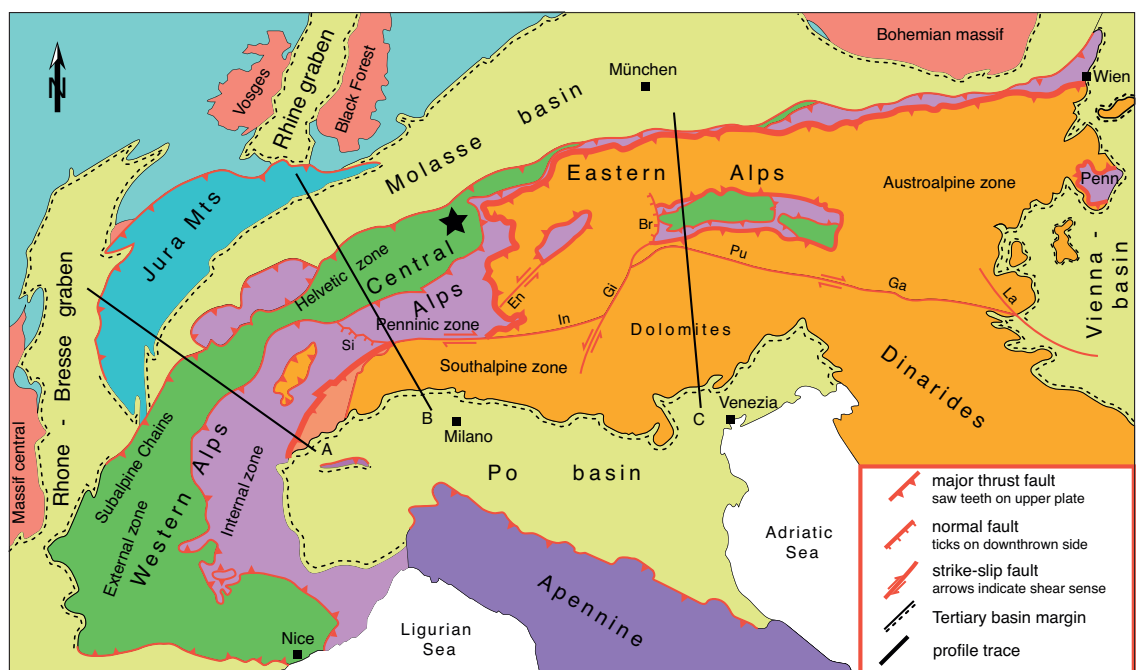 Bohemian massif
N
Vosges
Rhine graben
Black Forest
München
Wien
Molasse basin
Eastern Alps
Austroalpine zone
Penn
Jura Mts
Br
Helvetic zone
Central
Alps
Pu
Ga
La
Vienna -
basin
En
Gi
In
Penninic zone
Si
Dolomites
Southalpine zone
Dinarides
Rhone - Bresse graben
Massif central
Subalpine Chains
External zone
Western Alps
Internal zone
A
B
Milano
C
Venezia
Po basin
Adriatic
Sea
Apennine
Ligurian
Sea
Nice
major thrust fault
saw teeth on upper plate
normal fault
ticks on downthrown side
strike-slip fault
arrows indicate shear sense
Tertiary basin margin
profile trace